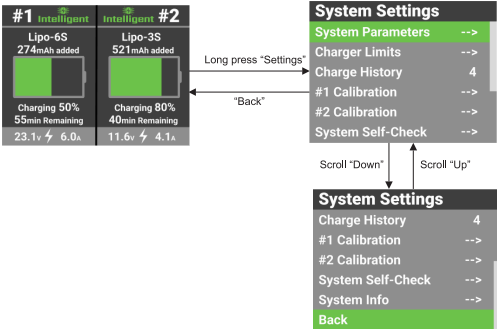 #1 Intelligent
Lipo-6S
274mAh added
Charging 50%
55min Remaining
23.1v 6.0A
Intelligent #2
Lipo-3S
521mAh added
Charging 80%
40min Remaining
11.6v 4.1A
Long press “Settings”
“Back”
System Settings
System Parameters -->
Charger Limits -->
Charge History 4
#1 Calibration -->
#2 Calibration -->
System Self-Check -->
Scroll “Down”
Scroll “Up”
System Settings
Charge History 4
#1 Calibration -->
#2 Calibration -->
System Self-Check -->
System Info -->
Back